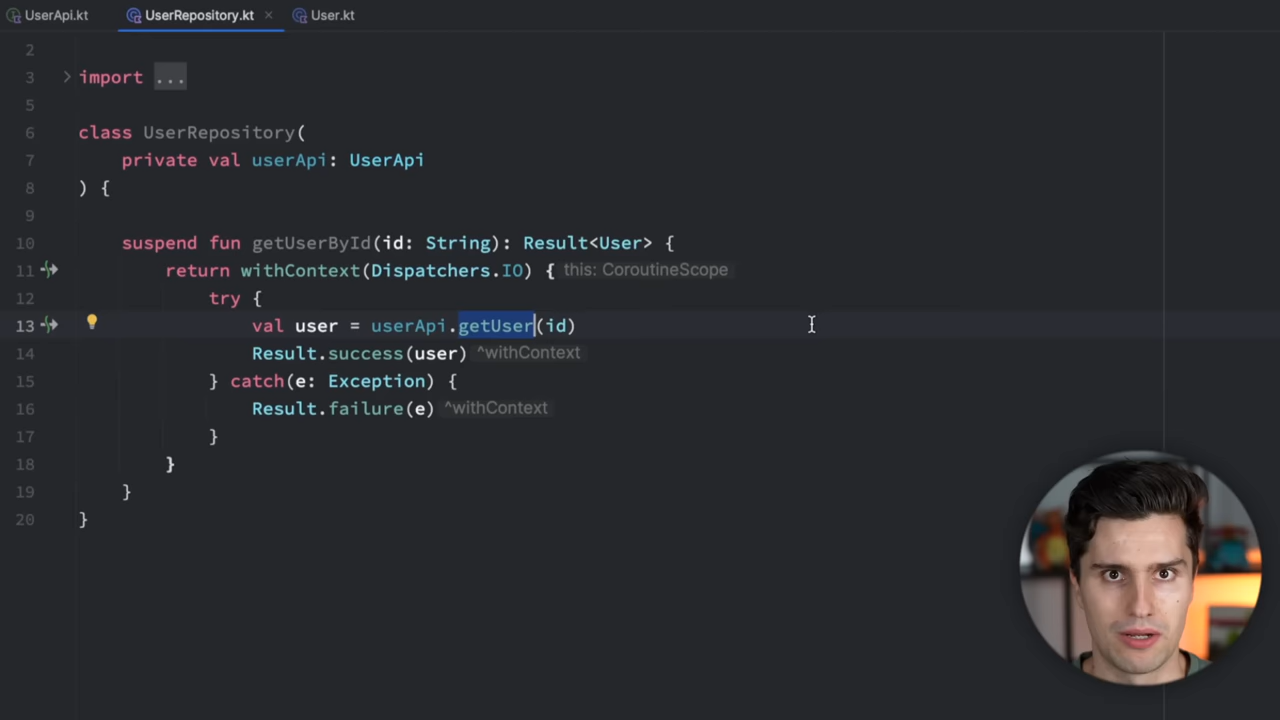 UserApi.kt UserRepository.kt User.kt
2
3 import ...
5
6 class UserRepository(
7 private val userApi: UserApi
8 ) {
9
10 suspend fun getUserById(id: String): Result<User> {
11 return withContext(Dispatchers.IO) { this: CoroutineScope
12 try {
13 val user = userApi.getUser(id)
14 Result.success(user) ^withContext
15 } catch(e: Exception) {
16 Result.failure(e) ^withContext
17 }
18 }
19 }
20 }